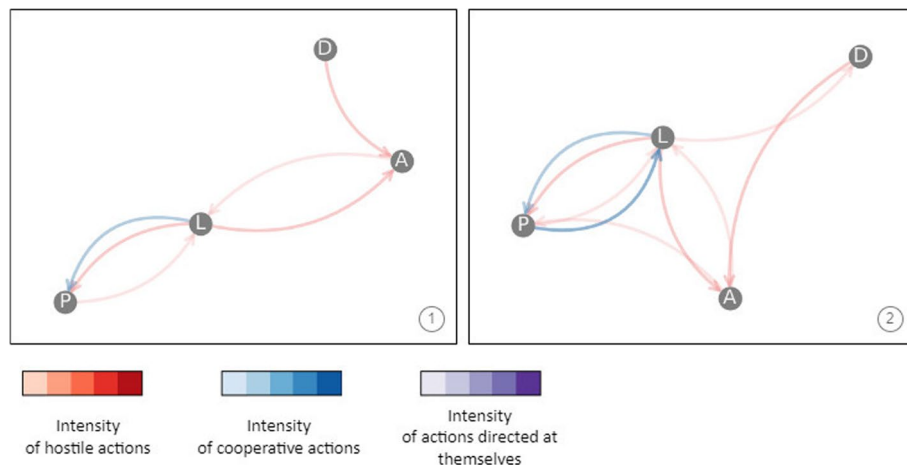 D
A
L
P
1
D
L
P
A
2
Intensity
of hostile actions
Intensity
of cooperative actions
Intensity
of actions directed at
themselves